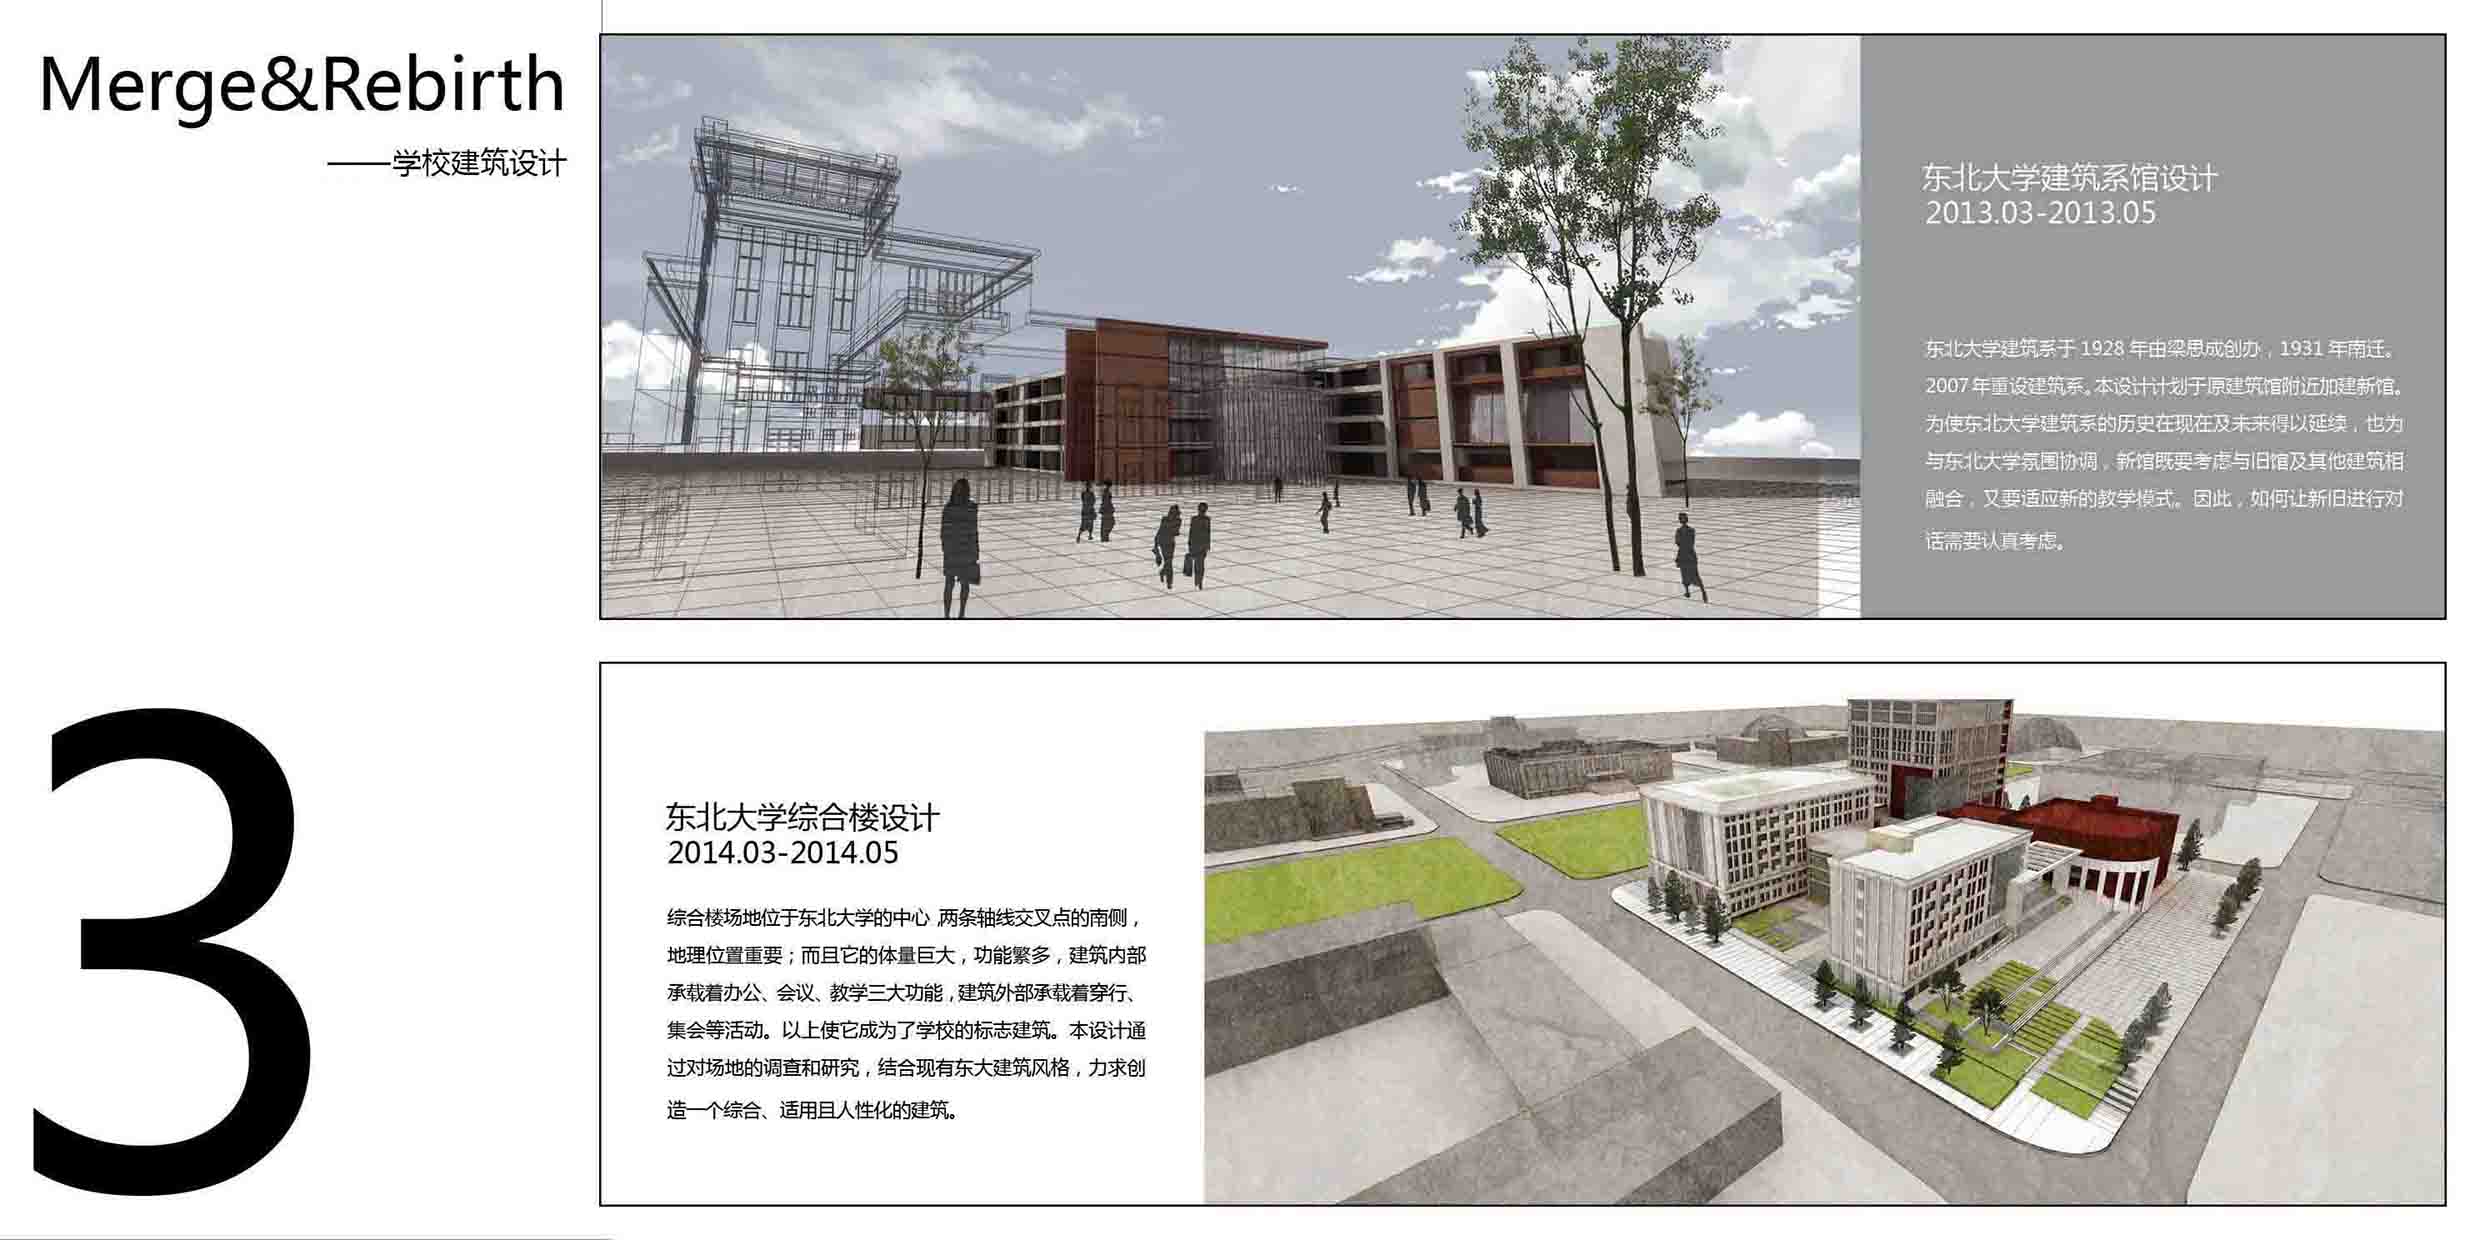 Merge&Rebirth
——学校建筑设计
东北大学建筑系馆设计
2013.03-2013.05
东北大学建筑系于 1928 年由梁思成创办，1931 年南迁。
2007 年重设建筑系。本设计计划于原建筑馆附近加建新馆。
为使东北大学建筑系的历史在现在及未来得以延续，也为
与东北大学氛围协调，新馆既要考虑与旧馆及其他建筑相
融合，又要适应新的教学模式。因此，如何让新旧进行对
话需要认真考虑。
3
东北大学综合楼设计
2014.03-2014.05
综合楼场地位于东北大学的中心，两条轴线交叉点的南侧，
地理位置重要；而且它的体量巨大，功能繁多，建筑内部
承载着办公、会议、教学三大功能，建筑外部承载着穿行、
集会等活动。以上使它成为了学校的标志建筑。本设计通
过对场地的调查和研究，结合现有东大建筑风格，力求创
造一个综合、适用且人性化的建筑。